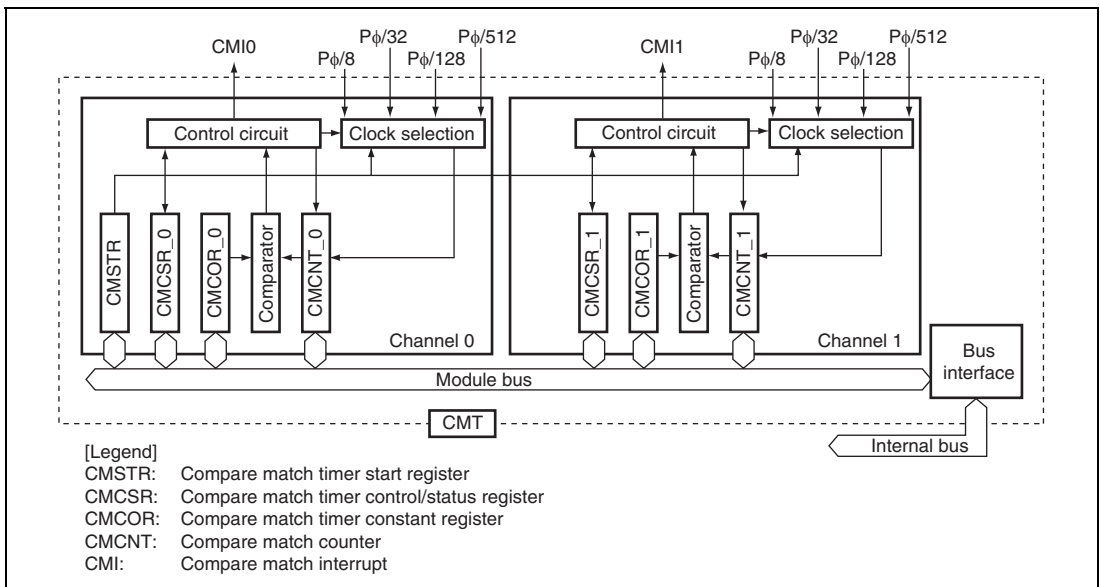 CMI0
Pφ/32
Pφ/512
Pφ/8
Pφ/128
CMI1
Pφ/32
Pφ/512
Pφ/8
Pφ/128
Control circuit
Clock selection
Control circuit
Clock selection
CMSTR
CMCSR_0
CMCOR_0
Comparator
CMCNT_0
CMCSR_1
CMCOR_1
Comparator
CMCNT_1
Channel 0
Channel 1
Module bus
Bus
interface
CMT
Internal bus
[Legend]
CMSTR: Compare match timer start register
CMCSR: Compare match timer control/status register
CMCOR: Compare match timer constant register
CMCNT: Compare match counter
CMI: Compare match interrupt